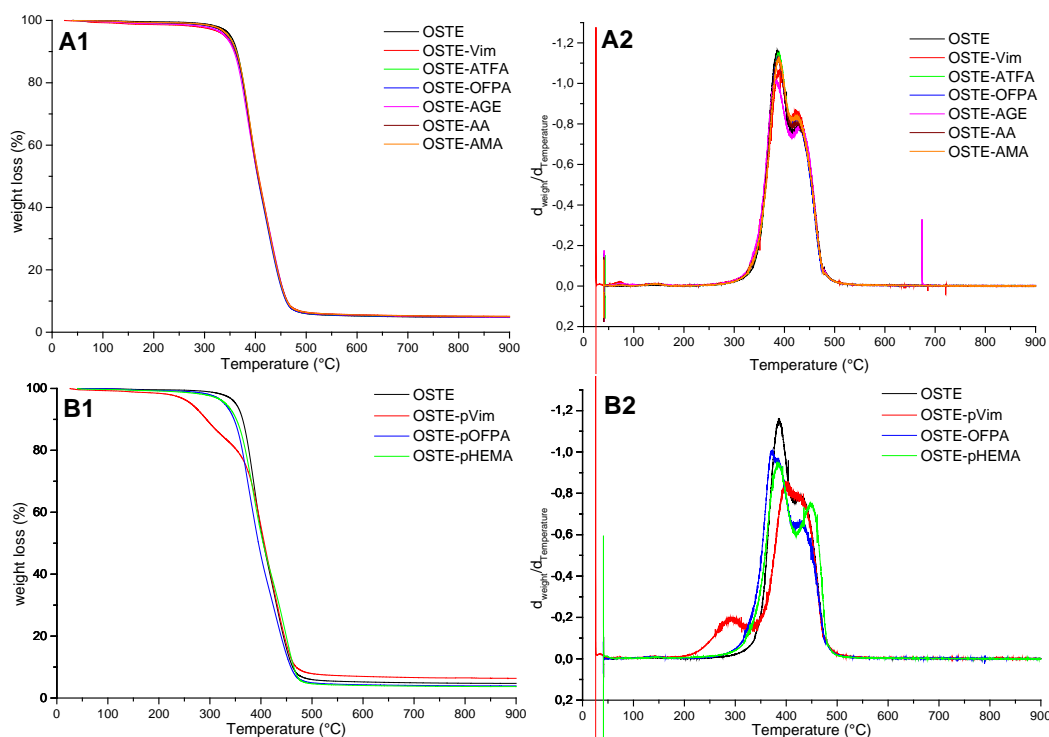 A1
OSTE
OSTE-Vim
OSTE-ATFA
OSTE-OFPA
OSTE-AGE
OSTE-AA
OSTE-AMA
100
80
60
40
20
0
weight loss (%)
0 100 200 300 400 500 600 700 800 900
Temperature (°C)
A2
OSTE
OSTE-Vim
OSTE-ATFA
OSTE-OFPA
OSTE-AGE
OSTE-AA
OSTE-AMA
-1,2
-1,0
-0,8
-0,6
-0,4
-0,2
0,0
0,2
d weight/d Temperature
0 100 200 300 400 500 600 700 800 900
Temperature (°C)
B1
OSTE
OSTE-pVim
OSTE-pOFPA
OSTE-pHEMA
100
80
60
40
20
0
weight loss (%)
0 100 200 300 400 500 600 700 800 900
Temperature (°C)
B2
OSTE
OSTE-pVim
OSTE-OFPA
OSTE-pHEMA
-1,2
-1,0
-0,8
-0,6
-0,4
-0,2
0,0
0,2
d weight/d Temperature
0 100 200 300 400 500 600 700 800 900
Temperature (°C)